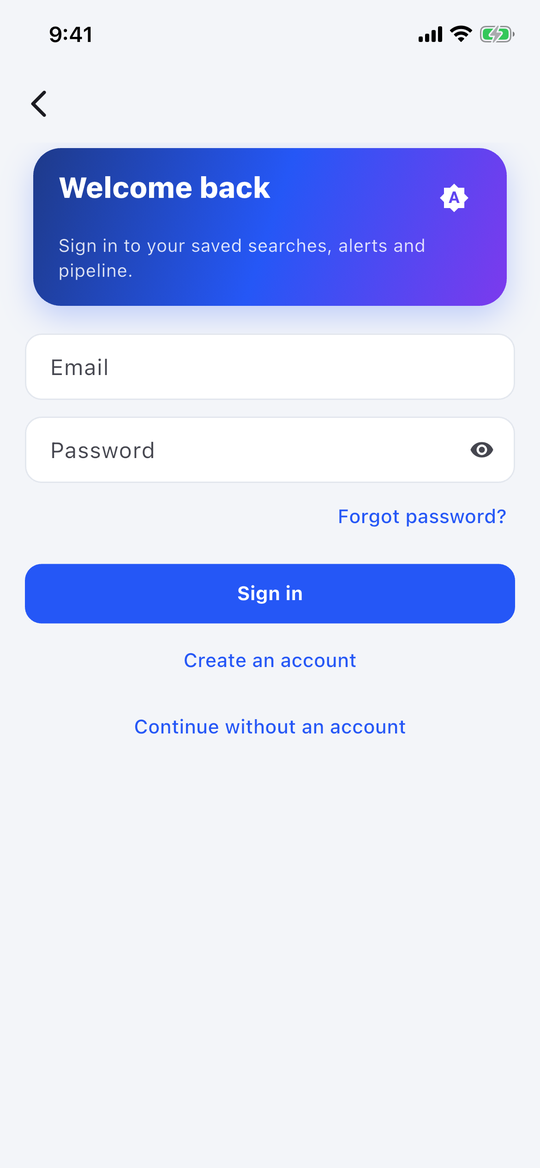 9:41
Welcome back
A
Sign in to your saved searches, alerts and
pipeline.
Email
Password
Forgot password?
Sign in
Create an account
Continue without an account